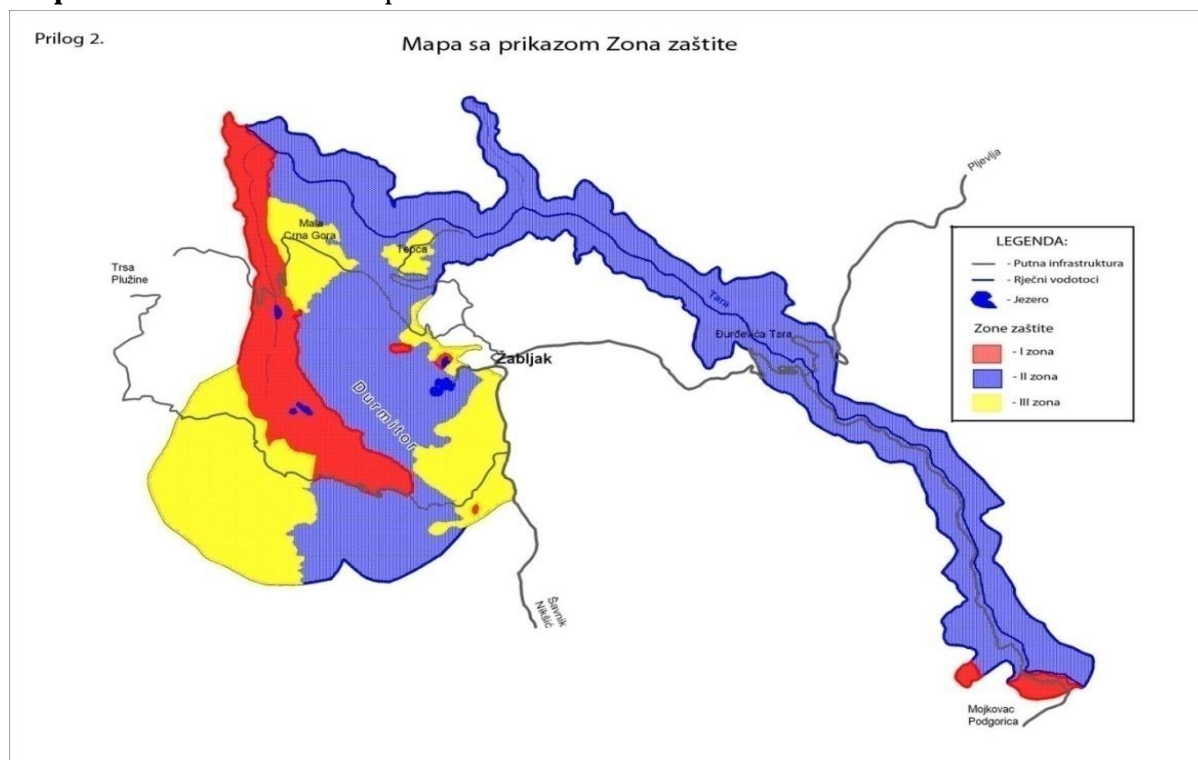 Prilog 2.
Mapa sa prikazom Zona zaštite
Pljevlja
Mala
Crna Gora
Tepca
Trsa
Plužine
Tara
Đurđevića Tara
Žabljak
Durmitor
Šavnik
Nikšić
Mojkovac
Podgorica
LEGENDA:
- Putna infrastruktura
- Rječni vodotoci
- Jezero
Zone zaštite
- I zona
- II zona
- III zona